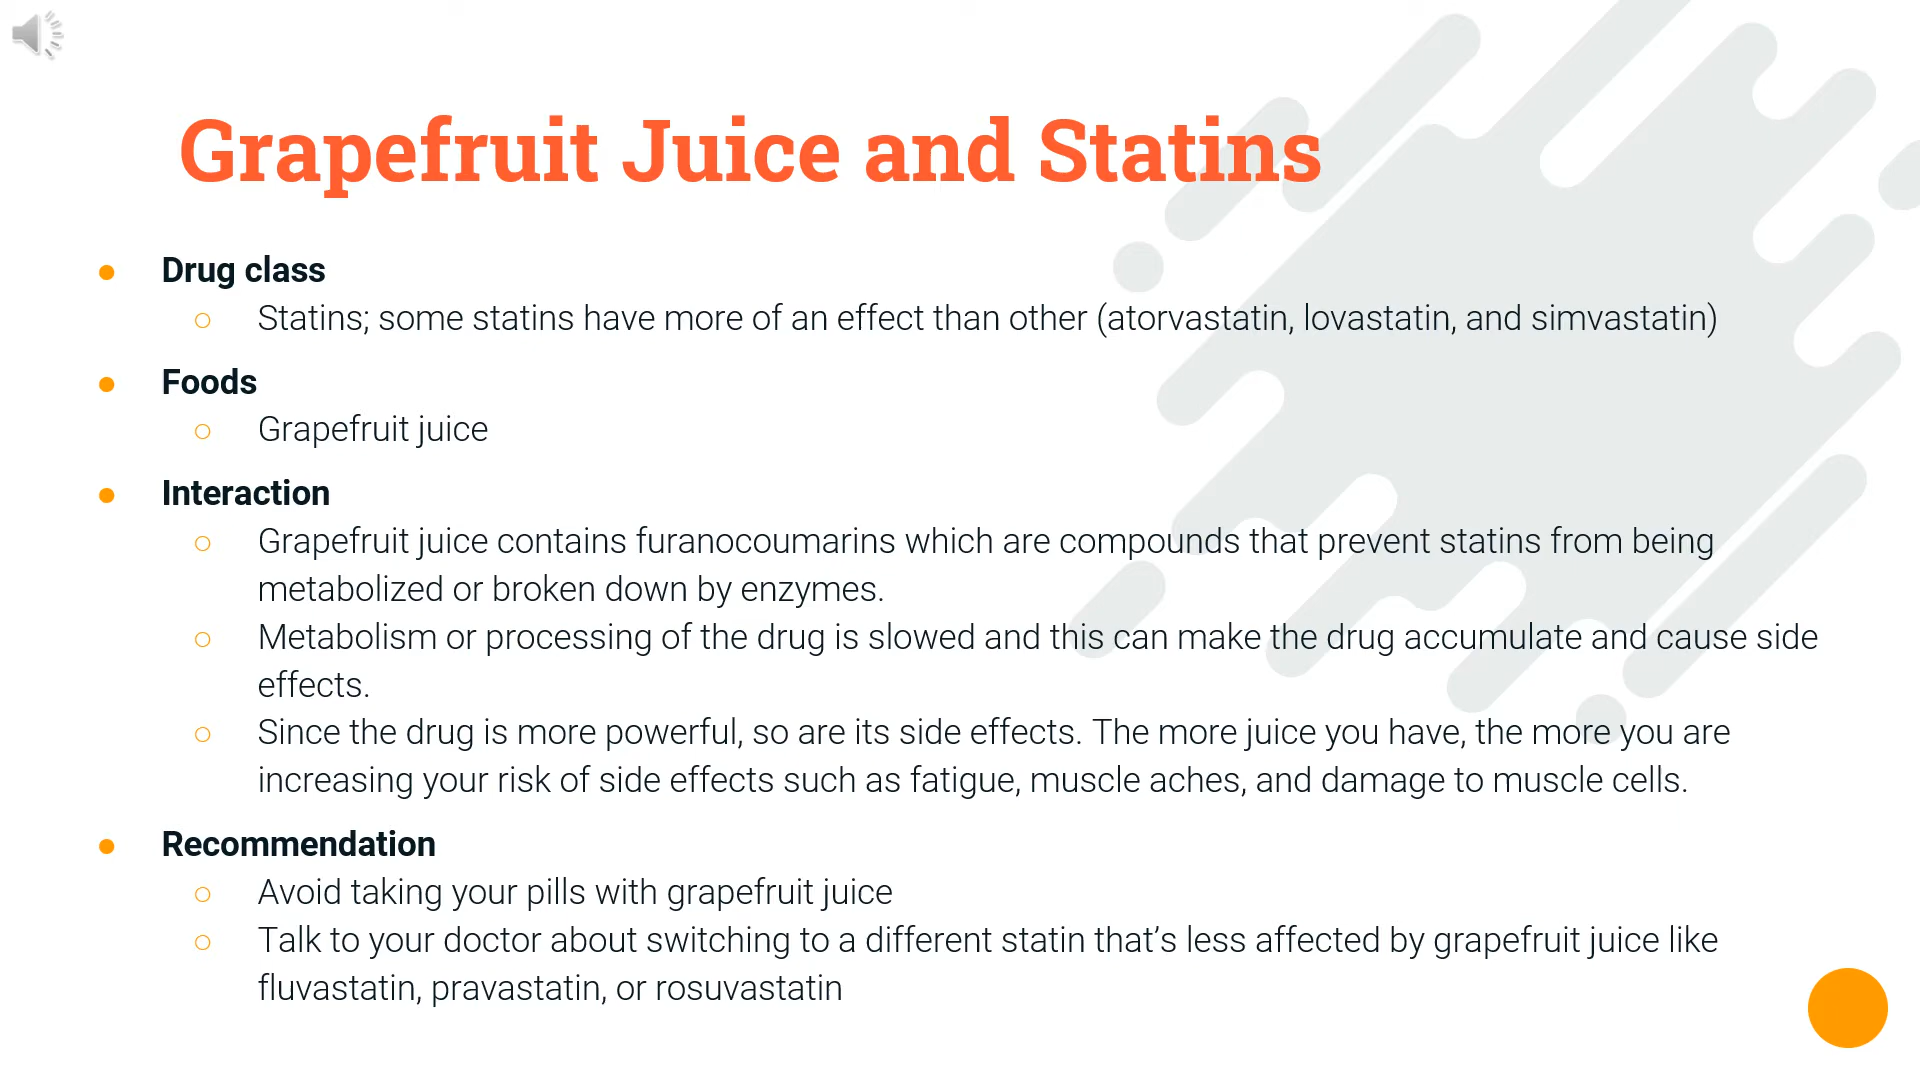 Grapefruit Juice and Statins
● Drug class
○ Statins; some statins have more of an effect than other (atorvastatin, lovastatin, and simvastatin)
● Foods
○ Grapefruit juice
● Interaction
○ Grapefruit juice contains furanocoumarins which are compounds that prevent statins from being
metabolized or broken down by enzymes.
○ Metabolism or processing of the drug is slowed and this can make the drug accumulate and cause side
effects.
○ Since the drug is more powerful, so are its side effects. The more juice you have, the more you are
increasing your risk of side effects such as fatigue, muscle aches, and damage to muscle cells.
● Recommendation
○ Avoid taking your pills with grapefruit juice
○ Talk to your doctor about switching to a different statin that’s less affected by grapefruit juice like
fluvastatin, pravastatin, or rosuvastatin